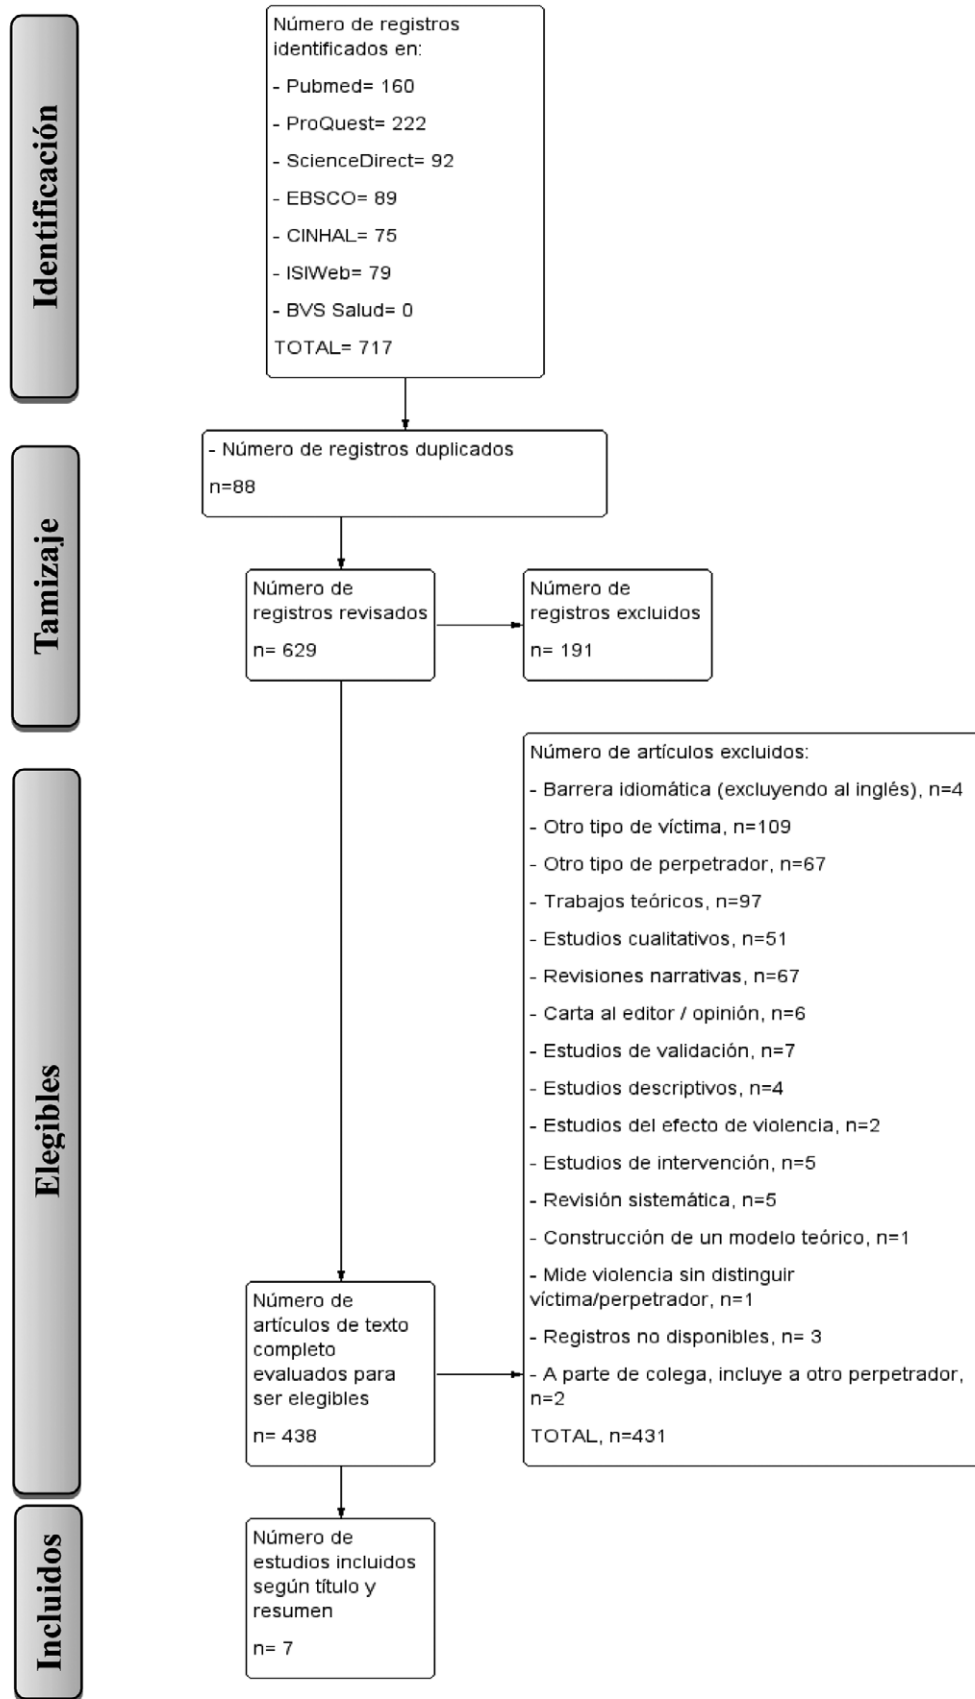 Identificación
Número de registros
identificados en:
- Pubmed= 160
- ProQuest= 222
- ScienceDirect= 92
- EBSCO= 89
- CINHAL= 75
- ISIWeb= 79
- BVS Salud= 0
TOTAL= 717
Tamizaje
- Número de registros duplicados
n=88
Número de
registros revisados
n= 629
Número de
registros excluidos
n= 191
Elegibles
Número de artículos excluidos:
- Barrera idiomática (excluyendo al inglés), n=4
- Otro tipo de víctima, n=109
- Otro tipo de perpetrador, n=67
- Trabajos teóricos, n=97
- Estudios cualitativos, n=51
- Revisiones narrativas, n=67
- Carta al editor / opinión, n=6
- Estudios de validación, n=7
- Estudios descriptivos, n=4
- Estudios del efecto de violencia, n=2
- Estudios de intervención, n=5
- Revisión sistemática, n=5
- Construcción de un modelo teórico, n=1
- Mide violencia sin distinguir
víctima/perpetrador, n=1
- Registros no disponibles, n= 3
- A parte de colega, incluye a otro perpetrador,
n=2
TOTAL, n=431
Número de
artículos de texto
completo
evaluados para
ser elegibles
n= 438
Incluidos
Número de
estudios incluidos
según título y
resumen
n= 7